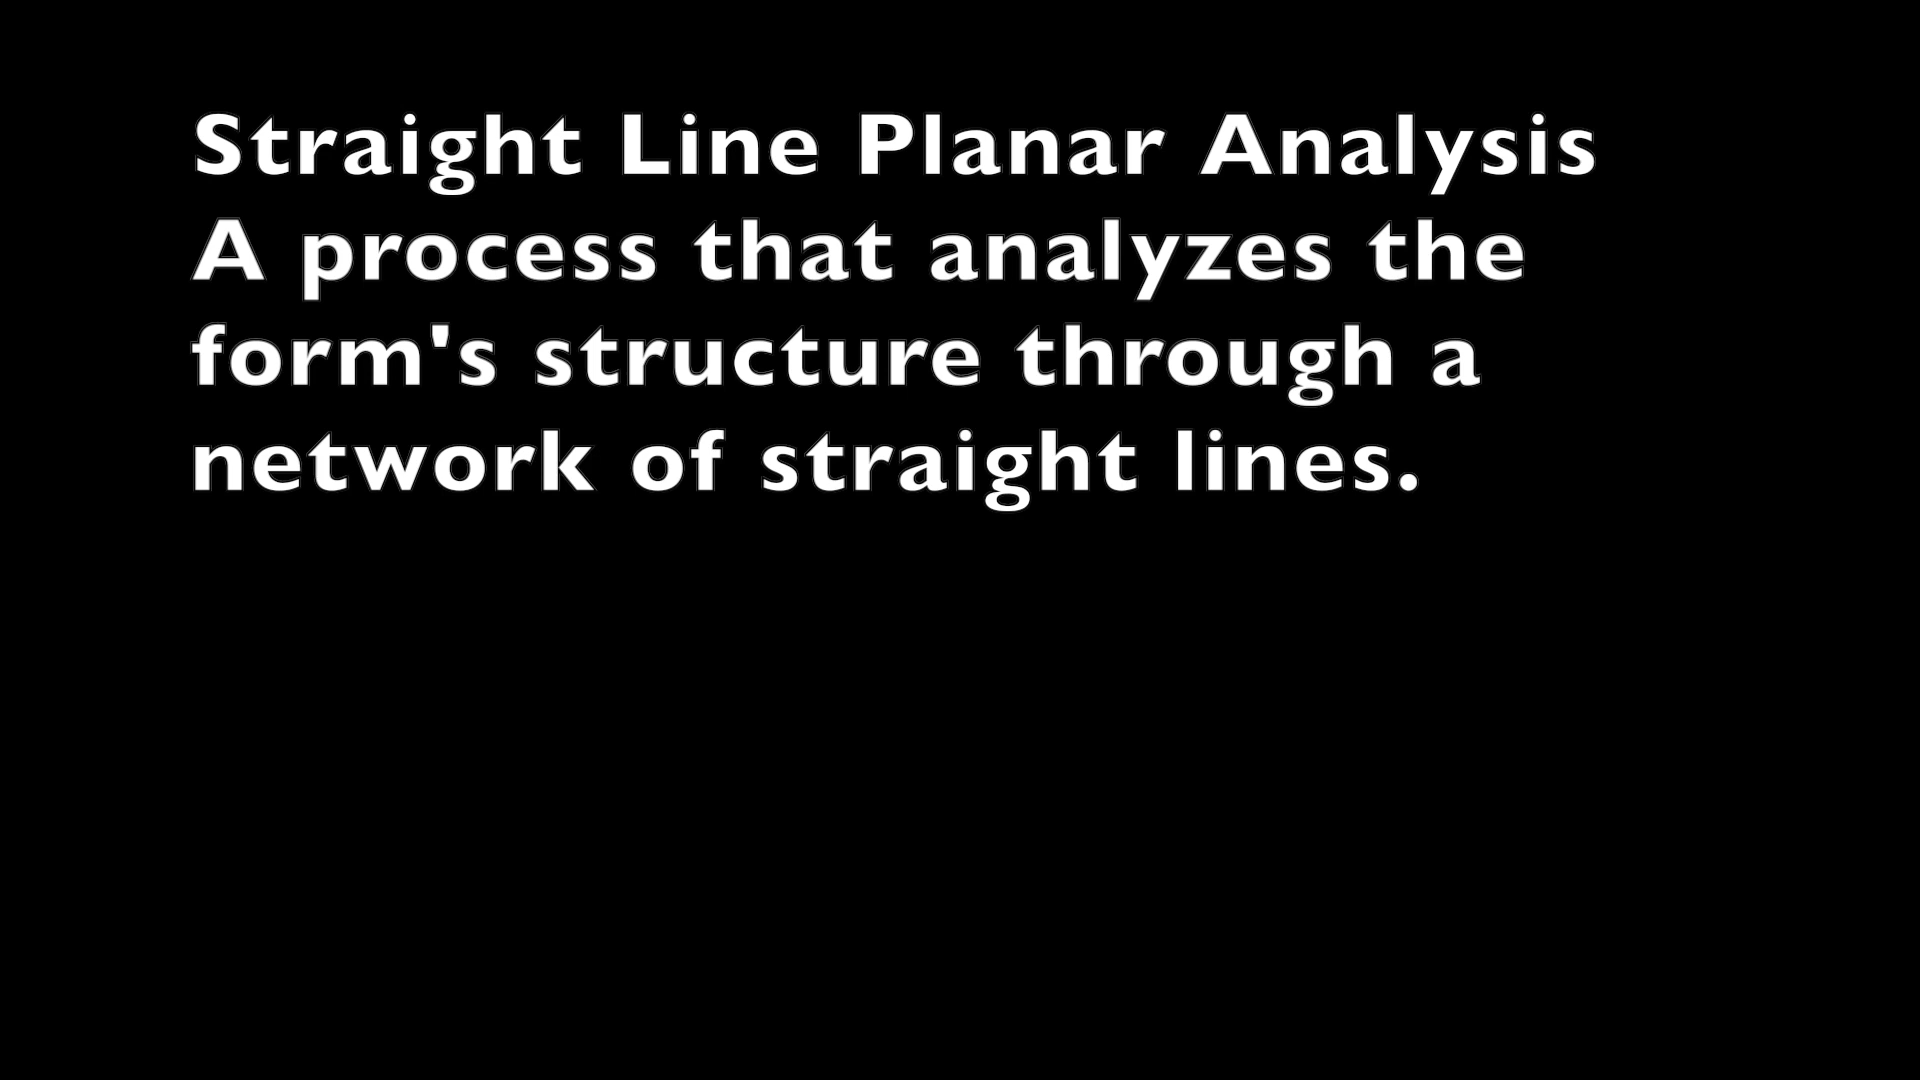 Straight Line Planar Analysis
A process that analyzes the
form's structure through a
network of straight lines.